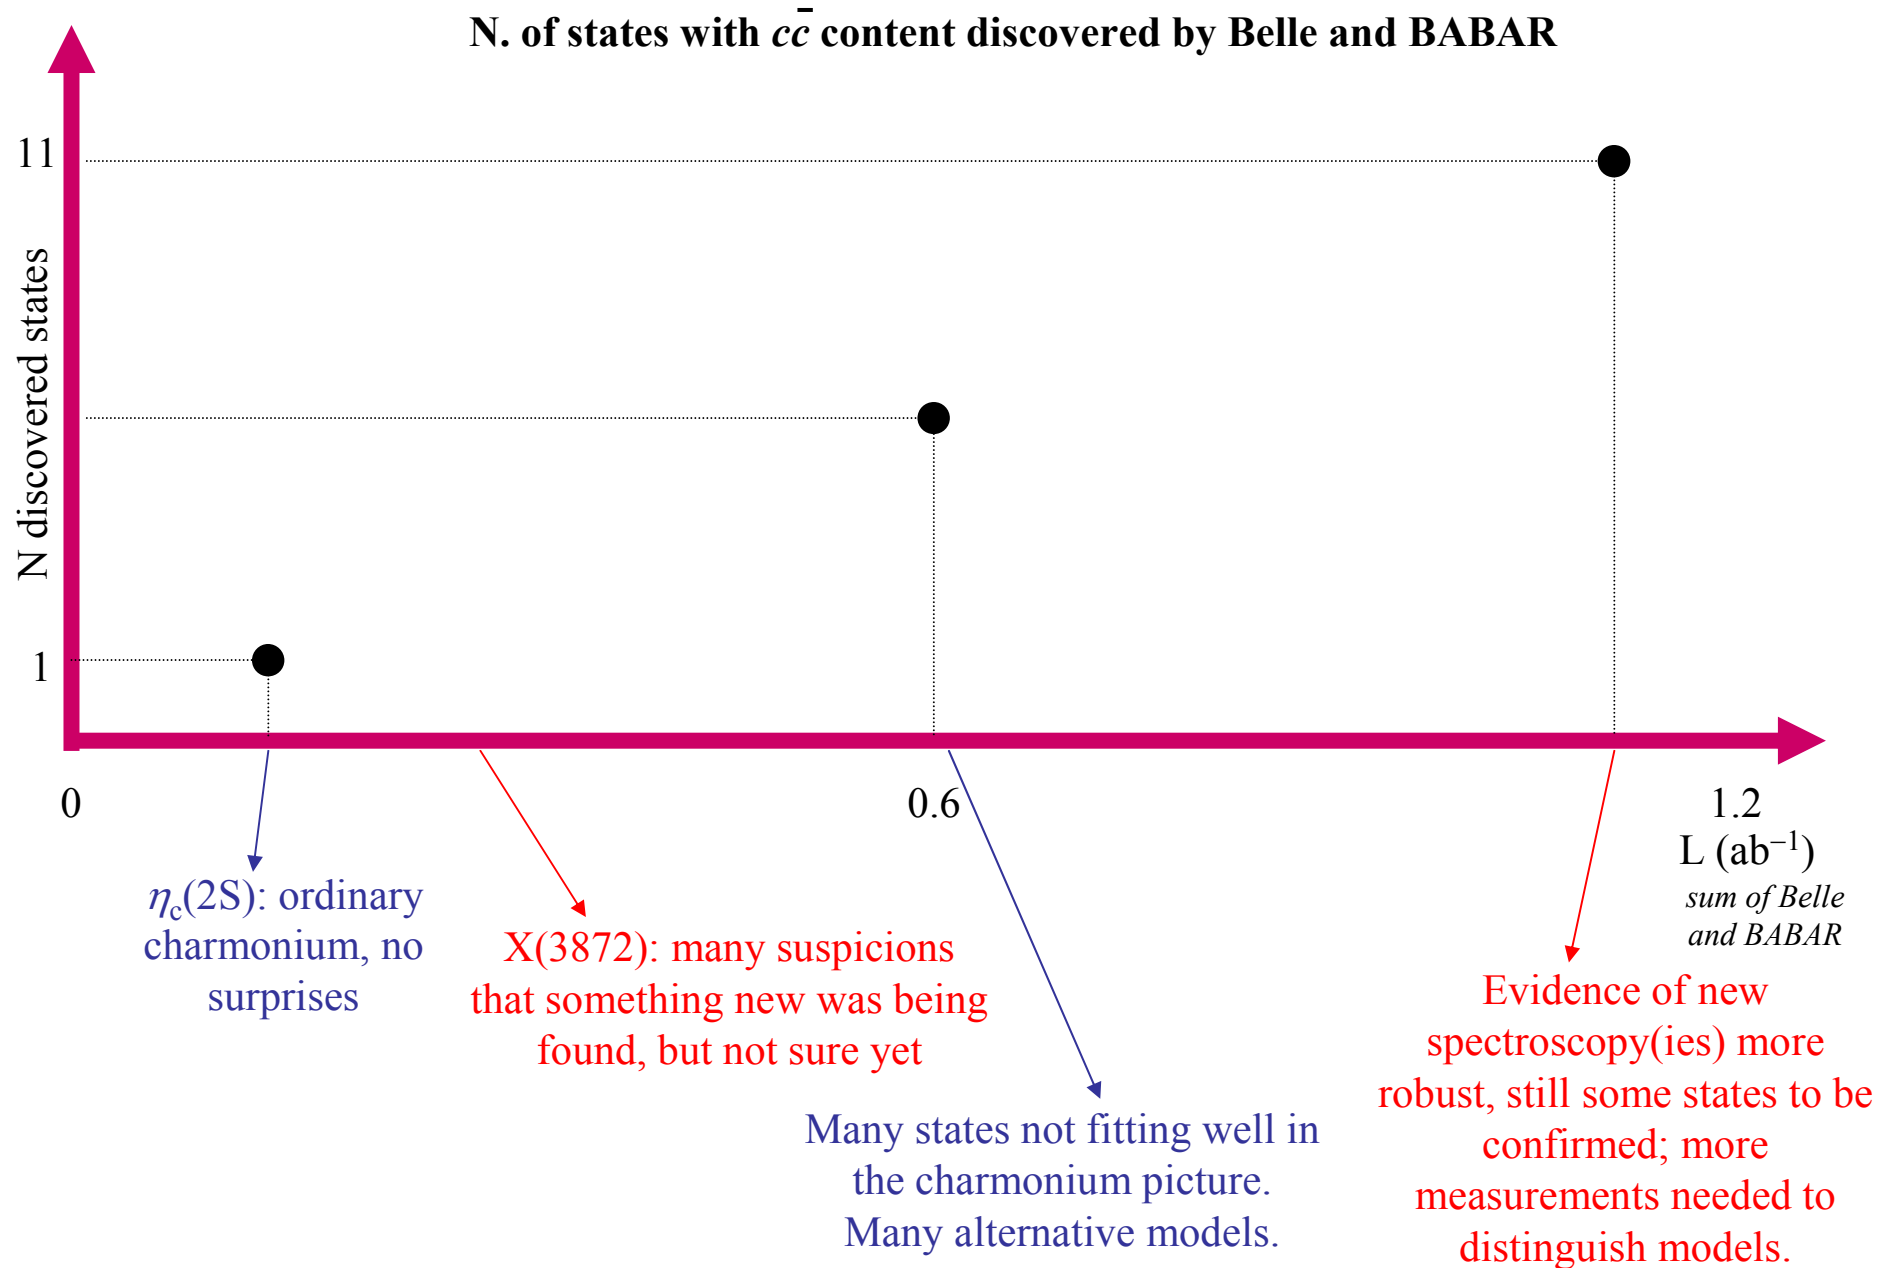 N. of states with cc̄ content discovered by Belle and BABAR
11
N discovered states
1
0
0.6
1.2
L (ab⁻¹)
sum of Belle
and BABAR
η_c(2S): ordinary
charmonium, no
surprises
X(3872): many suspicions
that something new was being
found, but not sure yet
Many states not fitting well in
the charmonium picture.
Many alternative models.
Evidence of new
spectroscopy(ies) more
robust, still some states to be
confirmed; more
measurements needed to
distinguish models.